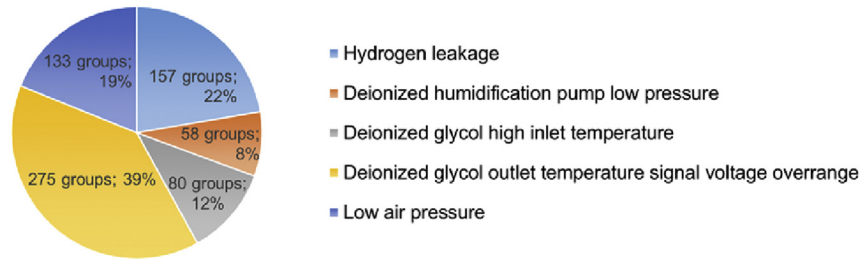 133 groups;
19%
157 groups;
22%
58 groups;
8%
275 groups; 39%
80 groups;
12%
Hydrogen leakage
Deionized humidification pump low pressure
Deionized glycol high inlet temperature
Deionized glycol outlet temperature signal voltage overrange
Low air pressure